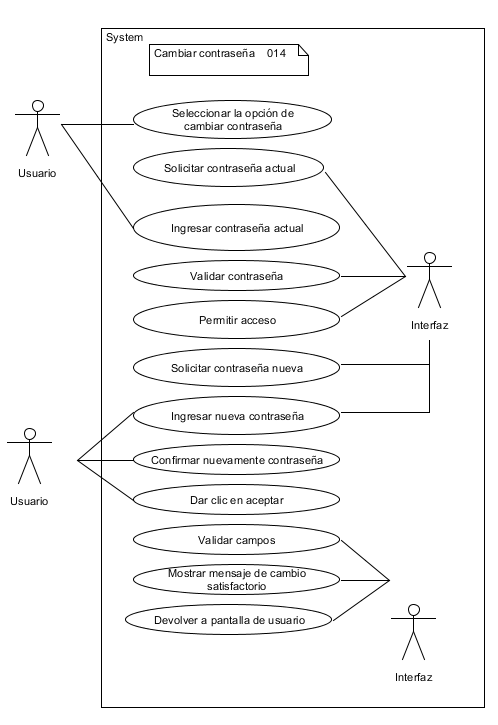 System
Cambiar contraseña 014
Seleccionar la opción de
cambiar contraseña
Usuario
Solicitar contraseña actual
Ingresar contraseña actual
Validar contraseña
Permitir acceso
Interfaz
Solicitar contraseña nueva
Ingresar nueva contraseña
Confirmar nuevamente contraseña
Dar clic en aceptar
Usuario
Validar campos
Mostrar mensaje de cambio
satisfactorio
Devolver a pantalla de usuario
Interfaz